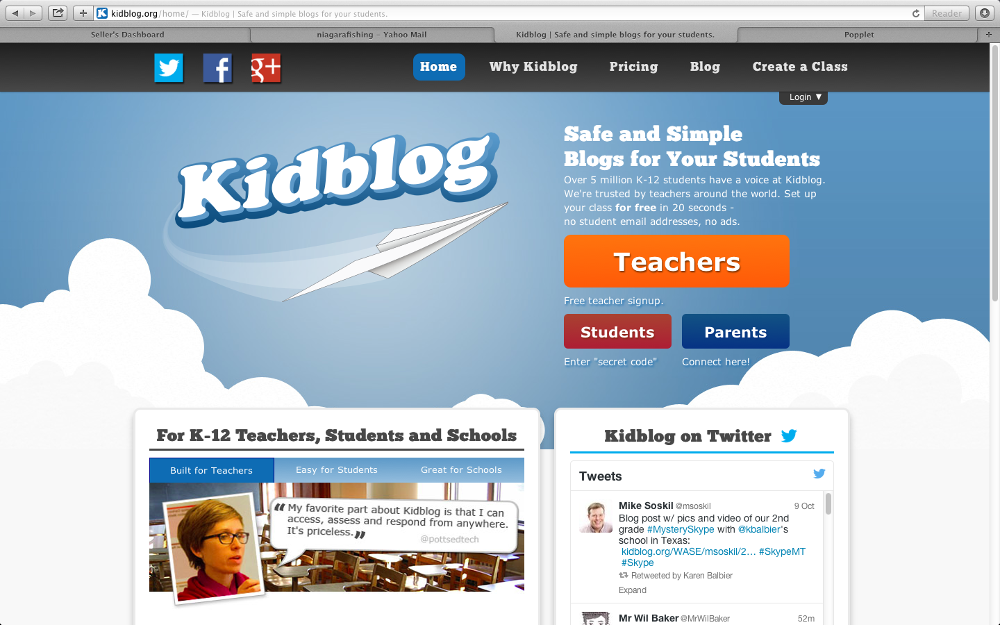 kidblog.org/home/ — Kidblog | Safe and simple blogs for your students.
Reader
Seller's Dashboard
niagarafishing – Yahoo Mail
Kidblog | Safe and simple blogs for your students.
Popplet
g+
Home
Why Kidblog
Pricing
Blog
Create a Class
Login ▼
Kidblog
Safe and Simple
Blogs for Your Students
Over 5 million K-12 students have a voice at Kidblog.
We're trusted by teachers around the world. Set up
your class for free in 20 seconds -
no student email addresses, no ads.
Teachers
Free teacher signup.
Students
Parents
Enter "secret code"
Connect here!
For K-12 Teachers, Students and Schools
Built for Teachers
Easy for Students
Great for Schools
“My favorite part about Kidblog is that I can
access, assess and respond from anywhere.
It's priceless.”
@pottsedtech
Kidblog on Twitter
Tweets
Mike Soskil @msoskil 9 Oct
Blog post w/ pics and video of our 2nd
grade #MysterySkype with @kbalbier's
school in Texas:
kidblog.org/WASE/msoskil/2… #SkypeMT
#Skype
Retweeted by Karen Balbier
Expand
Mr Wil Baker @MrWilBaker 52m